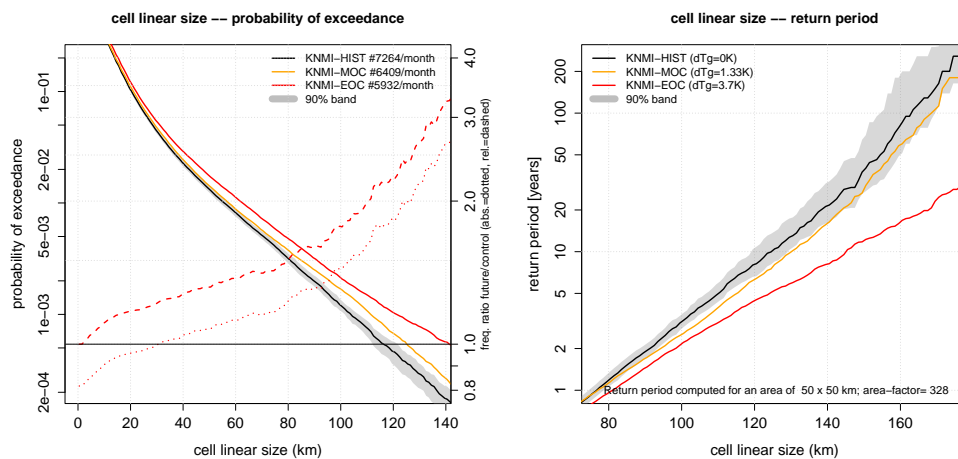 cell linear size −− probability of exceedance
KNMI−HIST #7264/month
KNMI−MOC #6409/month
KNMI−EOC #5932/month
90% band
probability of exceedance
1e−01
2e−02
5e−03
1e−03
2e−04
freq. ratio future/control (abs.=dotted, rel.=dashed)
4.0
3.0
2.0
1.0
0.8
0 20 40 60 80 100 120 140
cell linear size (km)
cell linear size −− return period
KNMI−HIST (dTg=0K)
KNMI−MOC (dTg=1.33K)
KNMI−EOC (dTg=3.7K)
90% band
return period [years]
200
100
50
20
10
5
2
1
Return period computed for an area of 50 x 50 km; area−factor= 328
80 100 120 140 160
cell linear size (km)